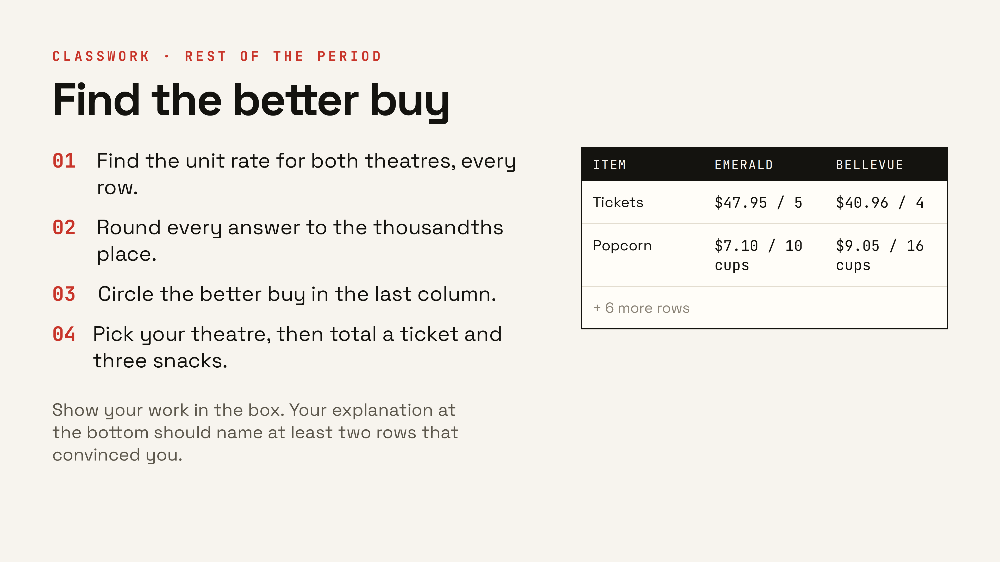 CLASSWORK · REST OF THE PERIOD
Find the better buy
01 Find the unit rate for both theatres, every
row.
02 Round every answer to the thousandths
place.
03 Circle the better buy in the last column.
04 Pick your theatre, then total a ticket and
three snacks.
Show your work in the box. Your explanation at
the bottom should name at least two rows that
convinced you.
ITEM EMERALD BELLEVUE
Tickets $47.95 / 5 $40.96 / 4
Popcorn $7.10 / 10 $9.05 / 16
cups cups
+ 6 more rows